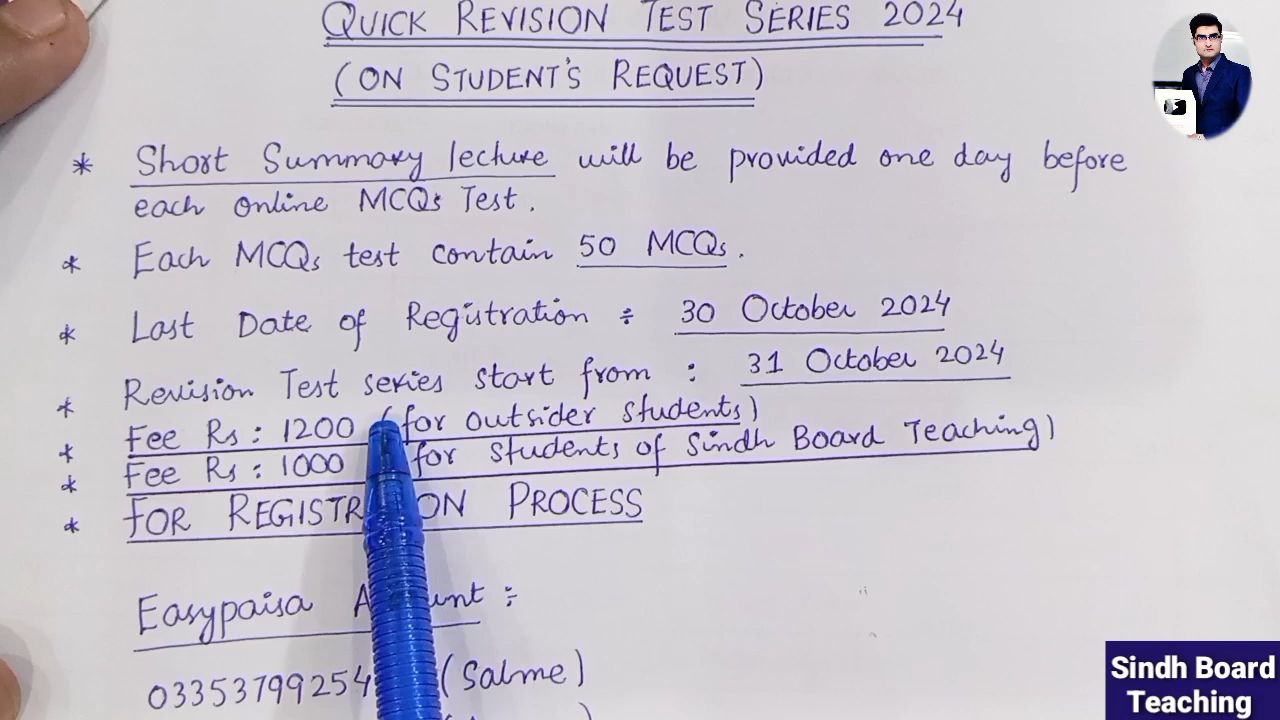 QUICK REVISION TEST SERIES 2024
(ON STUDENT'S REQUEST)
* Short Summary lecture will be provided one day before
each online MCQs Test.
* Each MCQs test contain 50 MCQs.
* Last Date of Registration ÷ 30 October 2024
* Revision Test series start from : 31 October 2024
* Fee Rs : 1200 (for outsider students)
* Fee Rs : 1000 for students of Sindh Board Teaching)
* FOR REGISTRATION PROCESS
Easypaisa Account ÷
03353799254 (Salme)
Sindh Board
Teaching